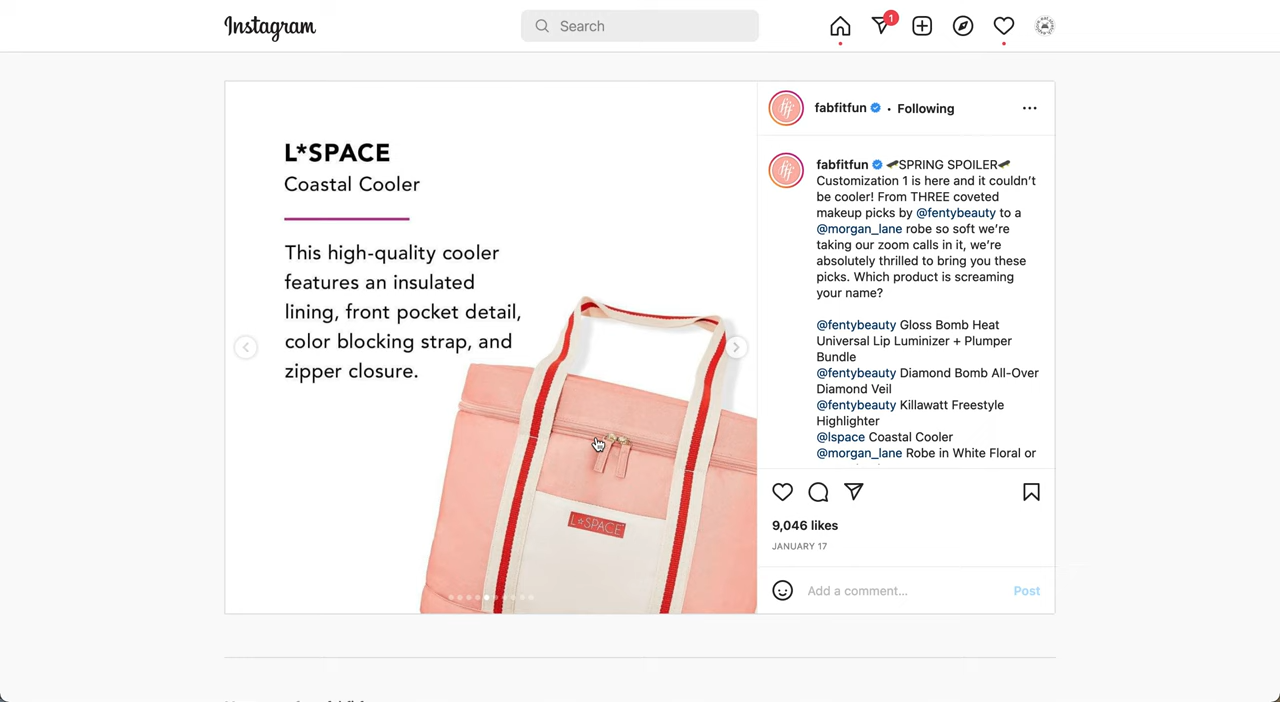 Instagram
Search
1
L*SPACE
Coastal Cooler
This high-quality cooler
features an insulated
lining, front pocket detail,
color blocking strap, and
zipper closure.
L*SPACE
fabfitfun • Following
fff
fabfitfun SPRING SPOILER
Customization 1 is here and it couldn’t
be cooler! From THREE coveted
makeup picks by @fentybeauty to a
@morgan_lane robe so soft we’re
taking our zoom calls in it, we’re
absolutely thrilled to bring you these
picks. Which product is screaming
your name?
@fentybeauty Gloss Bomb Heat
Universal Lip Luminizer + Plumper
Bundle
@fentybeauty Diamond Bomb All-Over
Diamond Veil
@fentybeauty Killawatt Freestyle
Highlighter
@lspace Coastal Cooler
@morgan_lane Robe in White Floral or
9,046 likes
JANUARY 17
Add a comment...
Post